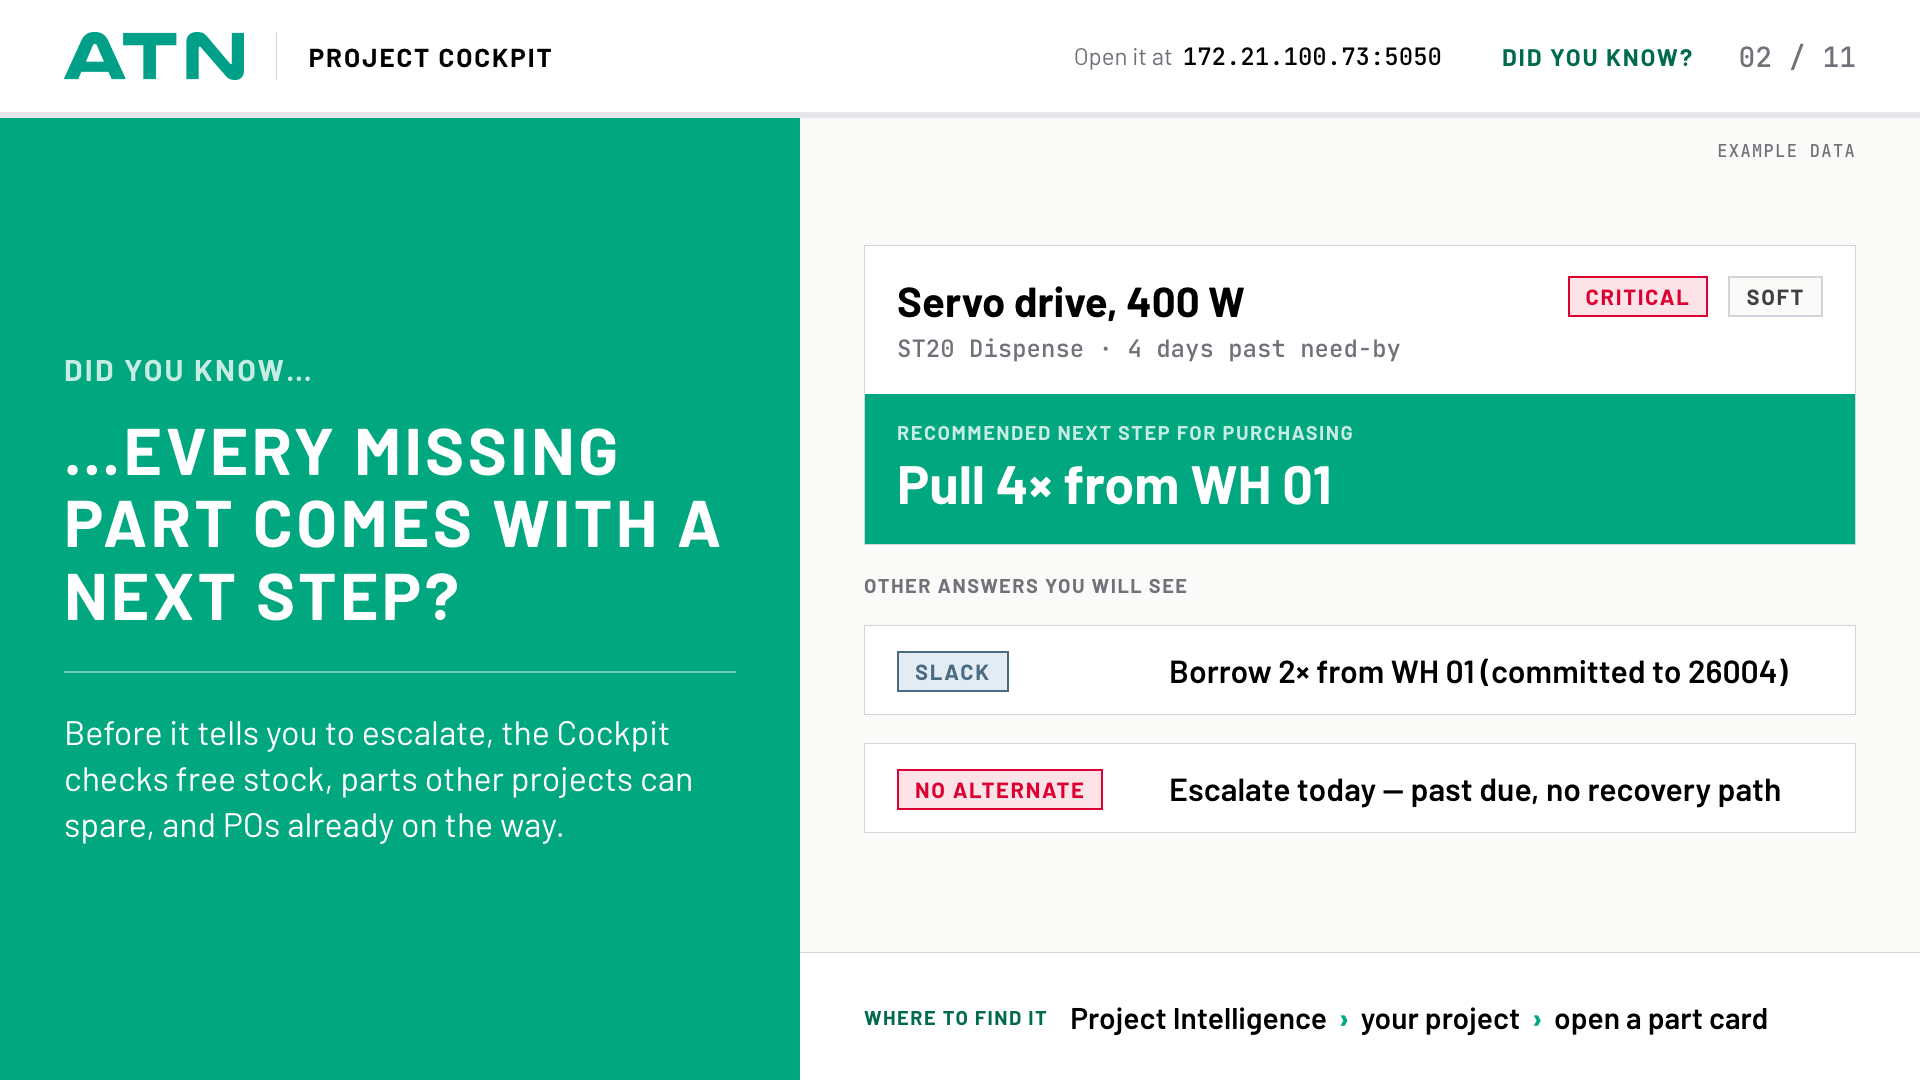 ATN
PROJECT COCKPIT
Open it at 172.21.100.73:5050
DID YOU KNOW?
02 / 11
DID YOU KNOW...
...EVERY MISSING
PART COMES WITH A
NEXT STEP?
Before it tells you to escalate, the Cockpit
checks free stock, parts other projects can
spare, and POs already on the way.
EXAMPLE DATA
Servo drive, 400 W
CRITICAL
SOFT
ST20 Dispense · 4 days past need-by
RECOMMENDED NEXT STEP FOR PURCHASING
Pull 4× from WH 01
OTHER ANSWERS YOU WILL SEE
SLACK
Borrow 2× from WH 01 (committed to 26004)
NO ALTERNATE
Escalate today — past due, no recovery path
WHERE TO FIND IT
Project Intelligence › your project › open a part card